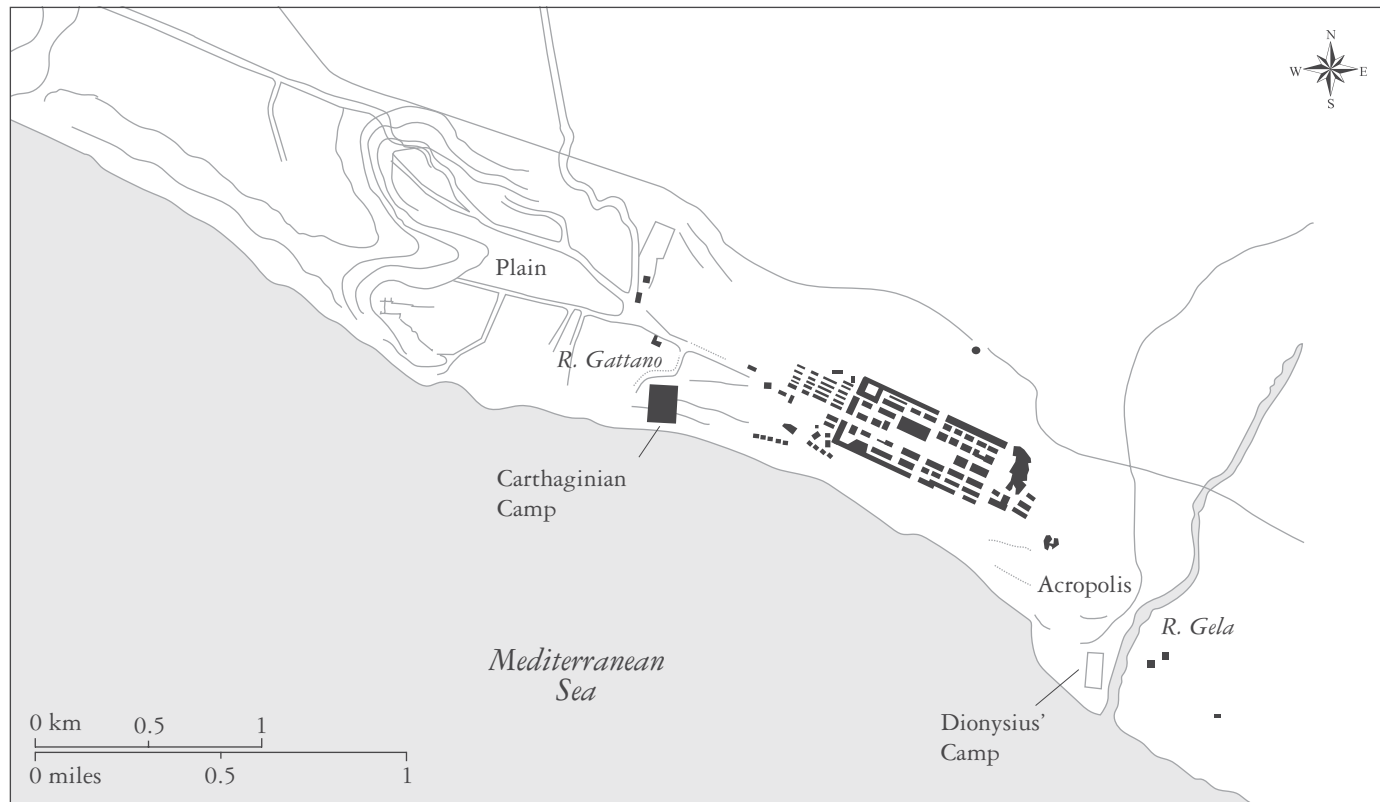 N
W E
S
Plain
R. Gattano
Carthaginian
Camp
Acropolis
R. Gela
Mediterranean
Sea
Dionysius’
Camp
0 km 0.5 1
0 miles 0.5 1